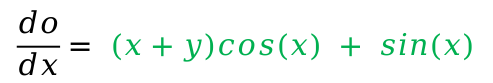 do/dx = (x + y)cos(x) + sin(x)